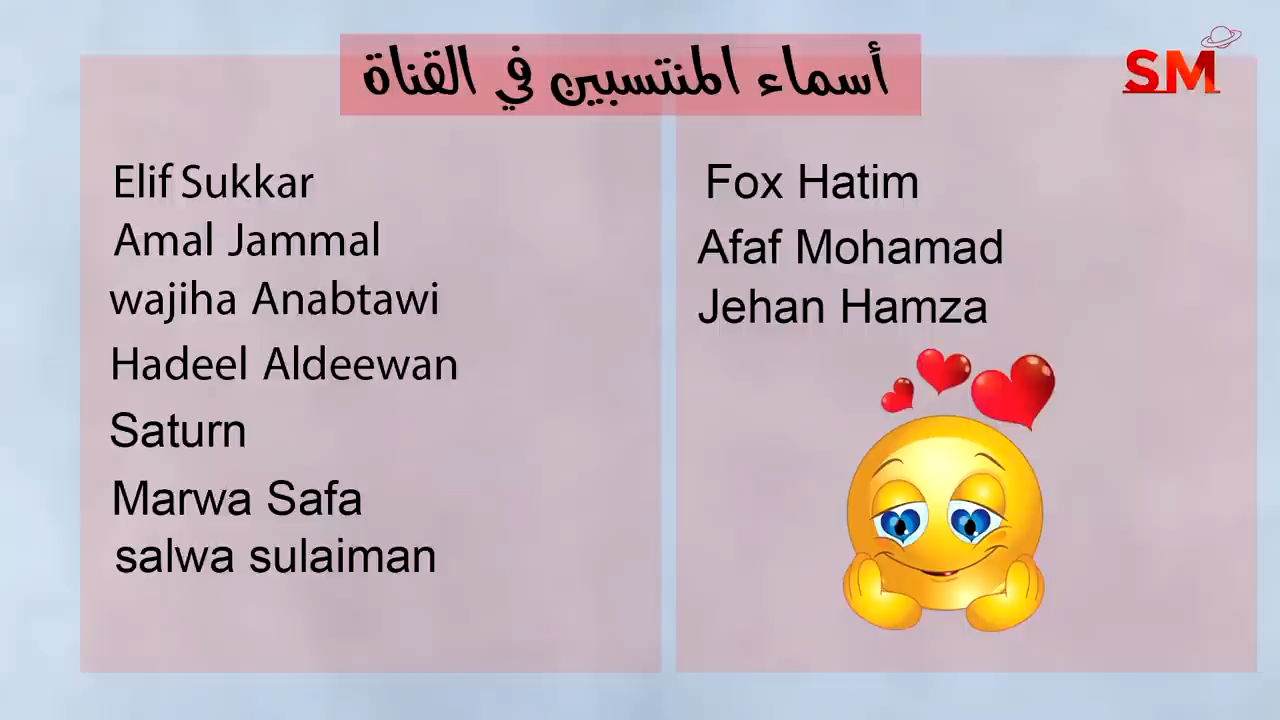 أسماء المنتسبين في القناة
SM
Elif Sukkar
Amal Jammal
wajiha Anabtawi
Hadeel Aldeewan
Saturn
Marwa Safa
salwa sulaiman
Fox Hatim
Afaf Mohamad
Jehan Hamza